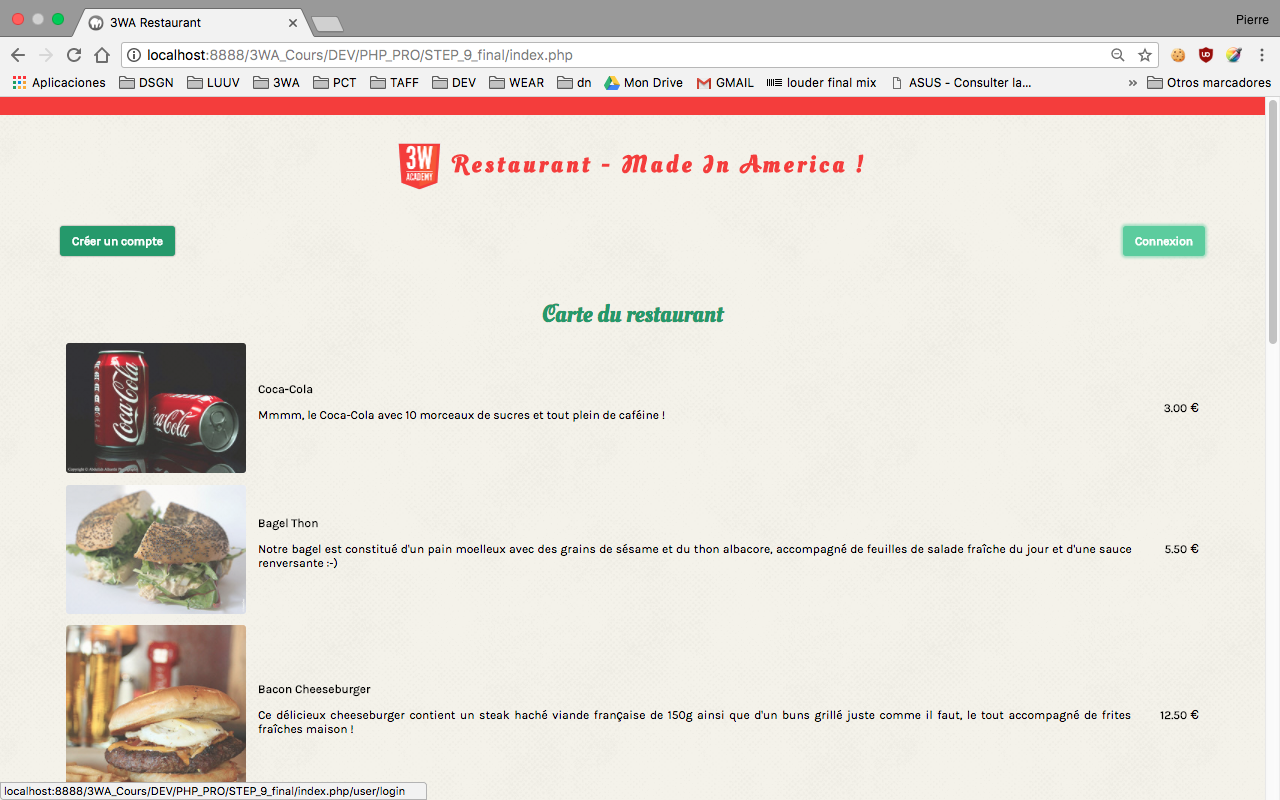 3WA Restaurant
Pierre
localhost:8888/3WA_Cours/DEV/PHP_PRO/STEP_9_final/index.php
Aplicaciones DSGN LUUV 3WA PCT TAFF DEV WEAR dn Mon Drive GMAIL louder final mix ASUS - Consulter la... » Otros marcadores
3W
ACADEMY
Restaurant - Made In America !
Créer un compte
Connexion
Carte du restaurant
Coca-Cola
Coca-Cola
Coca-Cola
Mmmm, le Coca-Cola avec 10 morceaux de sucres et tout plein de caféine !
3.00 €
Bagel Thon
Notre bagel est constitué d'un pain moelleux avec des grains de sésame et du thon albacore, accompagné de feuilles de salade fraîche du jour et d'une sauce
renversante :-)
5.50 €
Bacon Cheeseburger
Ce délicieux cheeseburger contient un steak haché viande française de 150g ainsi que d'un buns grillé juste comme il faut, le tout accompagné de frites
fraîches maison !
12.50 €
localhost:8888/3WA_Cours/DEV/PHP_PRO/STEP_9_final/index.php/user/login